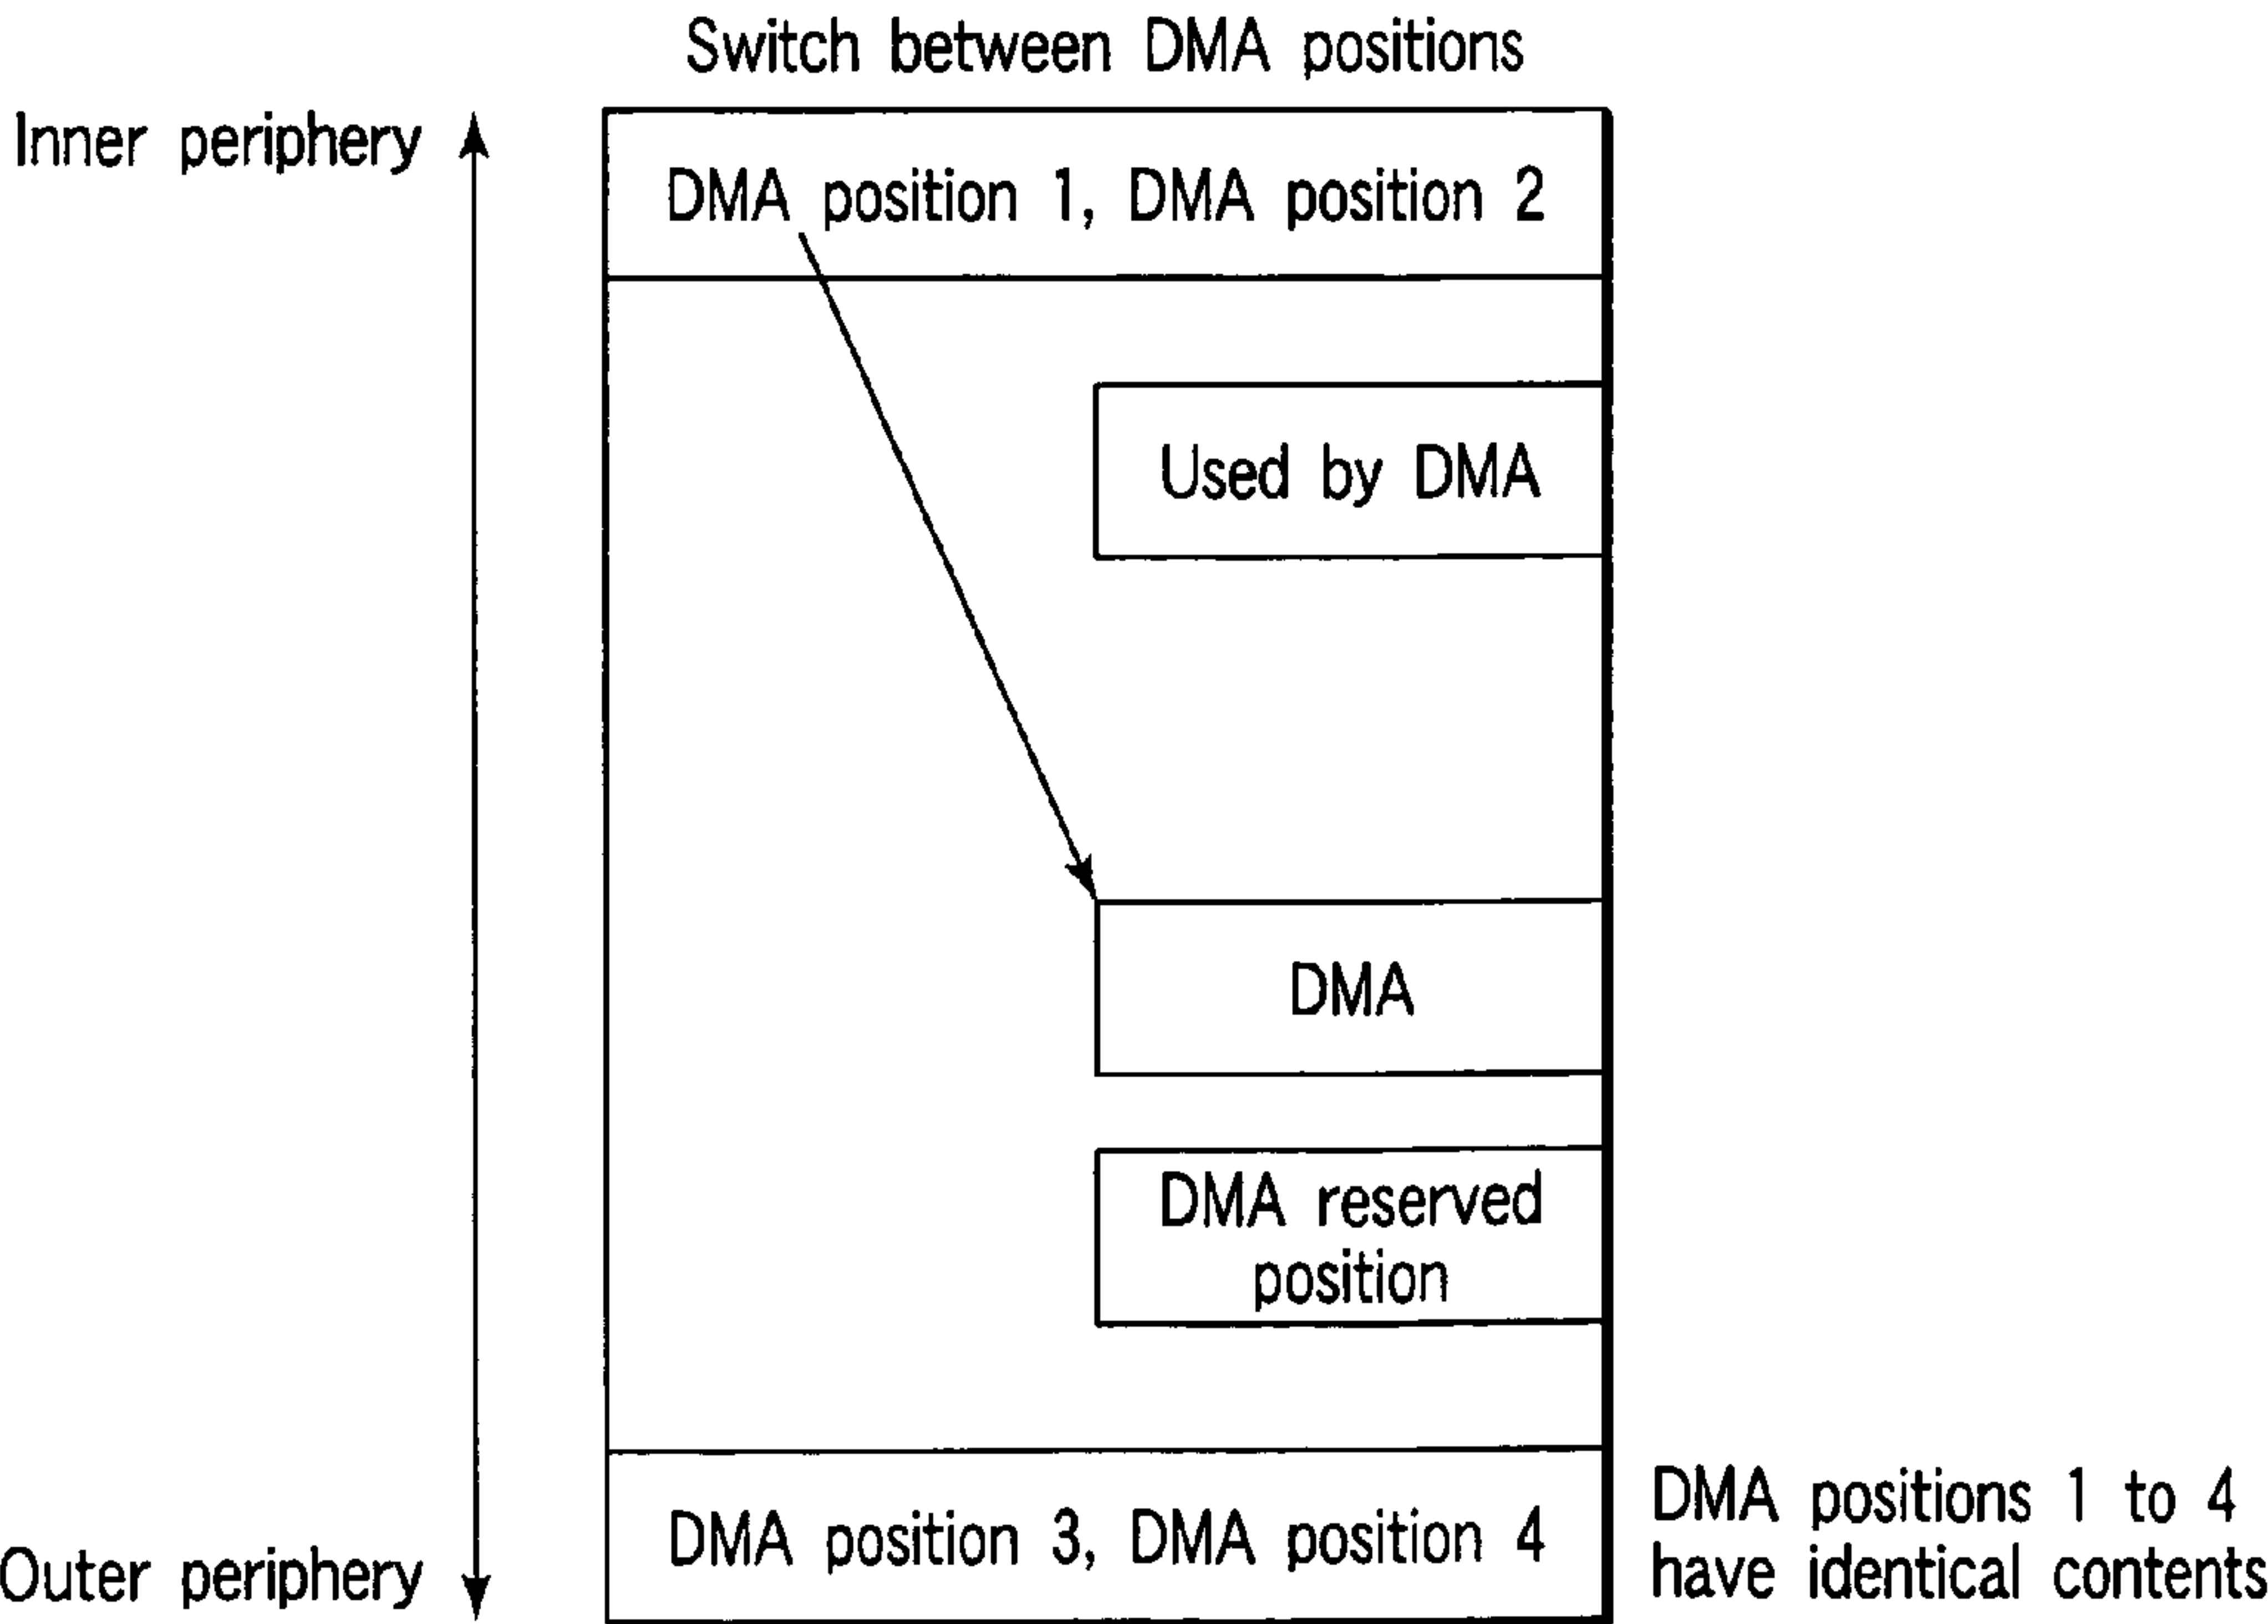 Switch between DMA positions
Inner periphery
DMA position 1, DMA position 2
Used by DMA
DMA
DMA reserved
position
DMA position 3, DMA position 4
Outer periphery
DMA positions 1 to 4
have identical contents